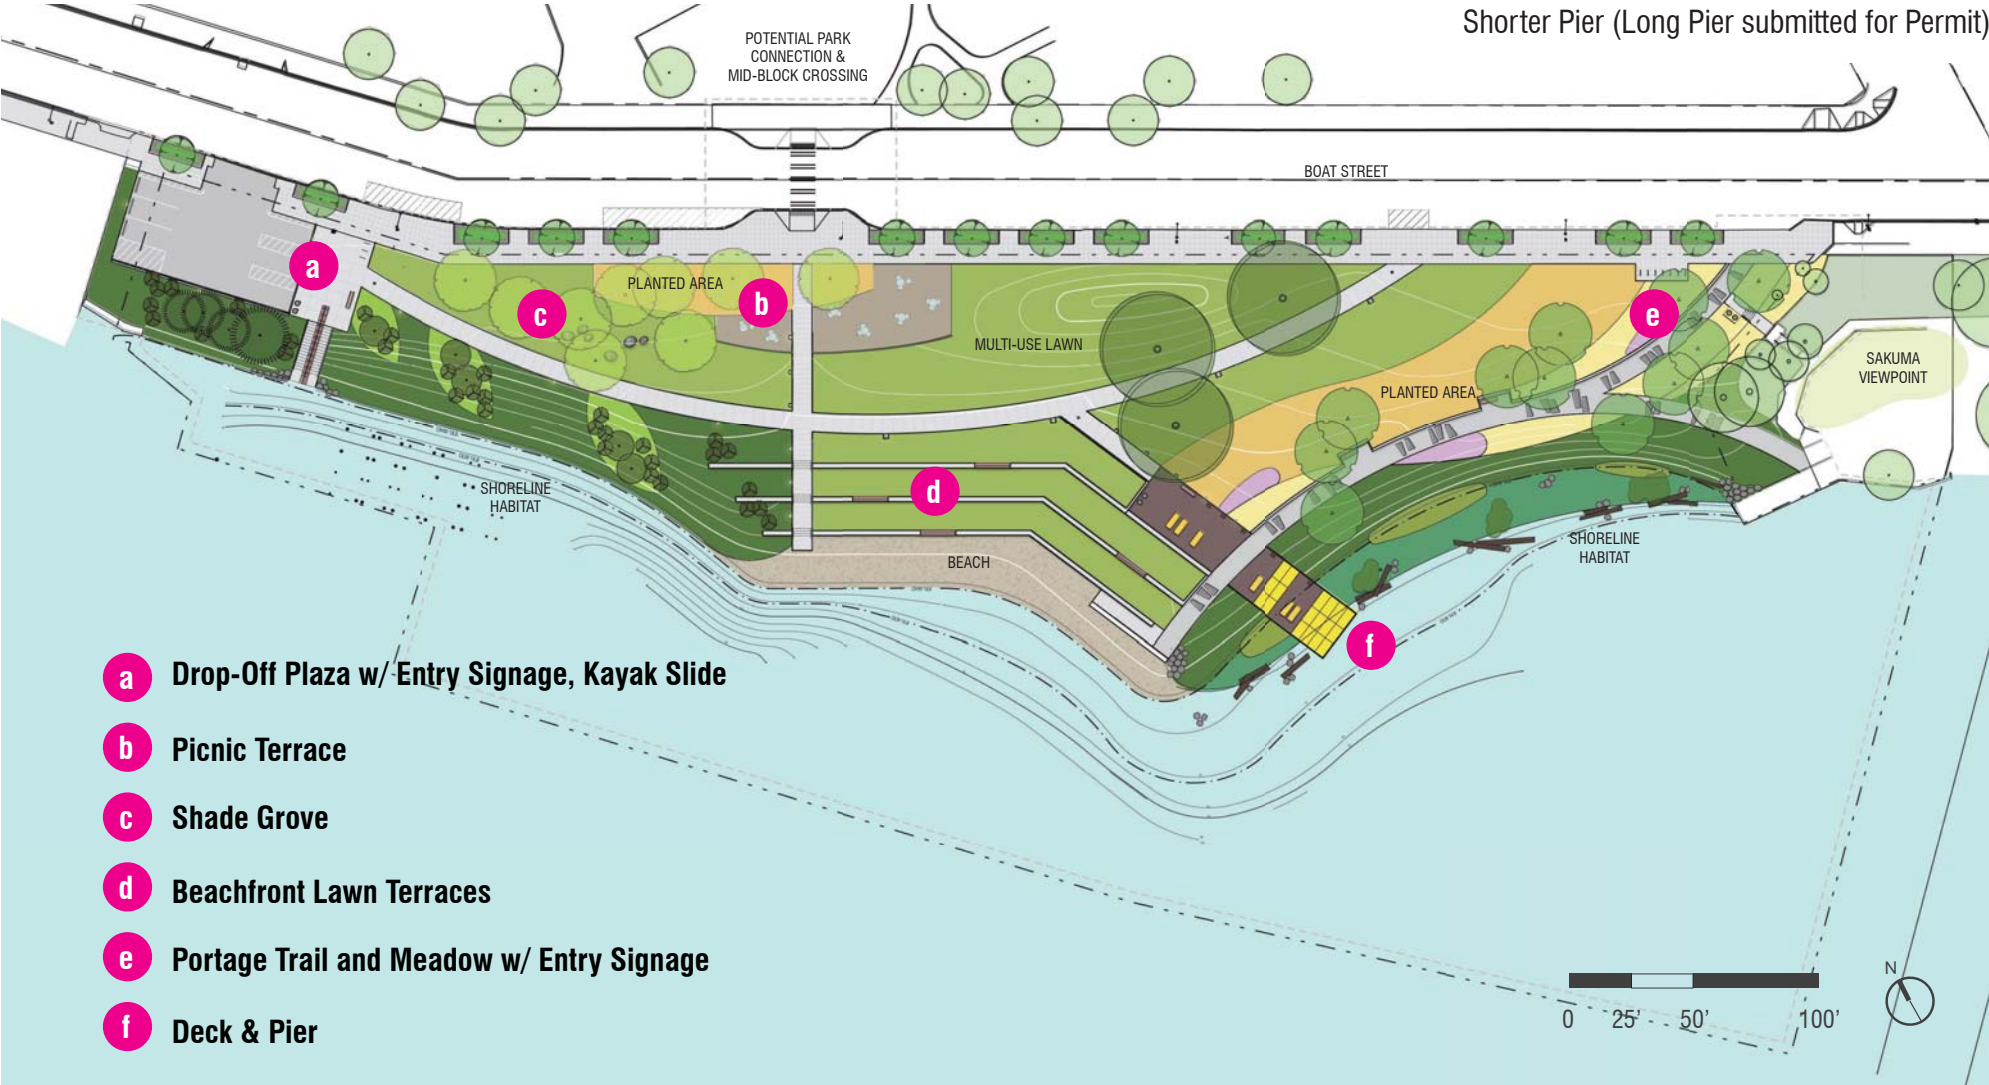 Shorter Pier (Long Pier submitted for Permit)
POTENTIAL PARK
CONNECTION &
MID-BLOCK CROSSING
BOAT STREET
a
PLANTED AREA
b
c
e
MULTI-USE LAWN
SAKUMA
VIEWPOINT
PLANTED AREA
SHORELINE
HABITAT
d
SHORELINE
HABITAT
BEACH
f
a Drop-Off Plaza w/ Entry Signage, Kayak Slide
b Picnic Terrace
c Shade Grove
d Beachfront Lawn Terraces
e Portage Trail and Meadow w/ Entry Signage
f Deck & Pier
N
0 25' 50' 100'